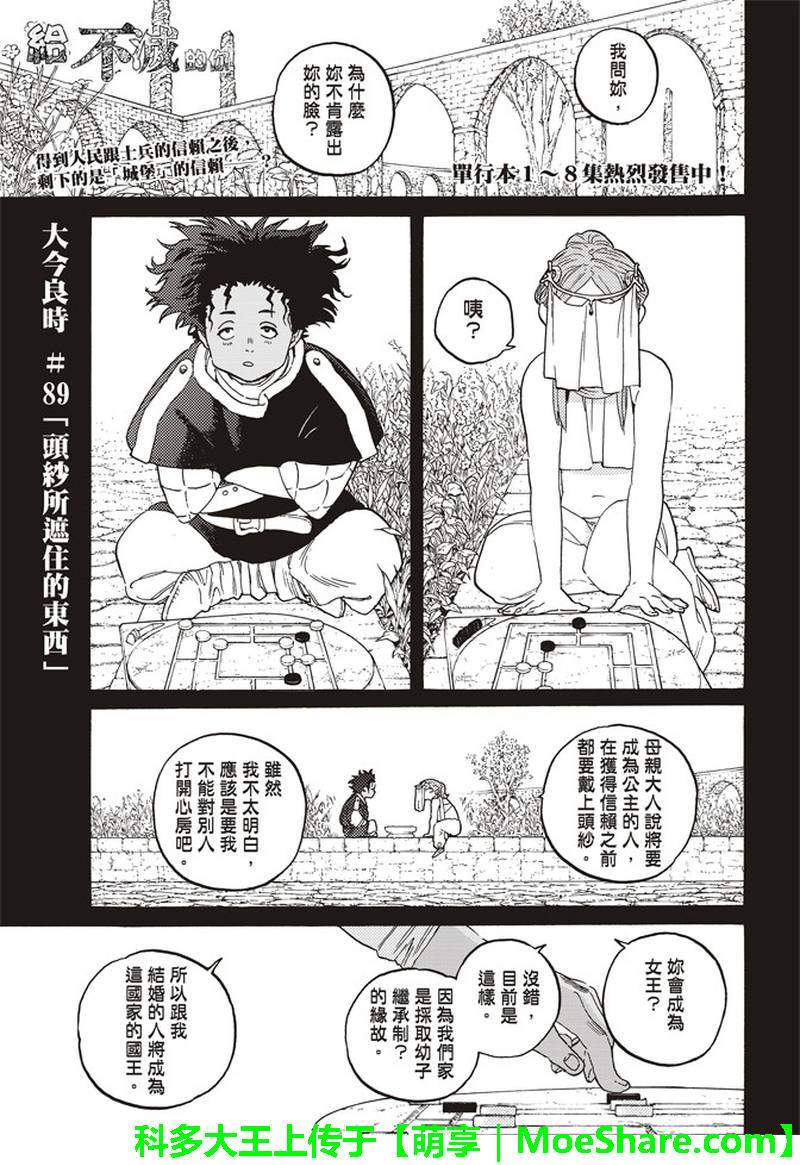 給不滅的你
我問妳，
為什麼
妳不肯露出
妳的臉？
得到人民跟士兵的信賴之後，
剩下的是「城堡」的信賴──？
單行本1～8集熱烈發售中！
大今良時 ＃89「頭紗所遮住的東西」
咦？
母親大人說將要
成為公主的人，
在獲得信賴之前
都要戴上頭紗。
雖然
我不太明白，
應該是要我
不能對別人
打開心房吧。
妳會成為
女王？
沒錯，
目前是
這樣。
因為我們家
是採取幼子
繼承制？
的緣故。
所以跟我
結婚的人將成為
這國家的國王。
科多大王上传于【萌享|MoeShare.com】